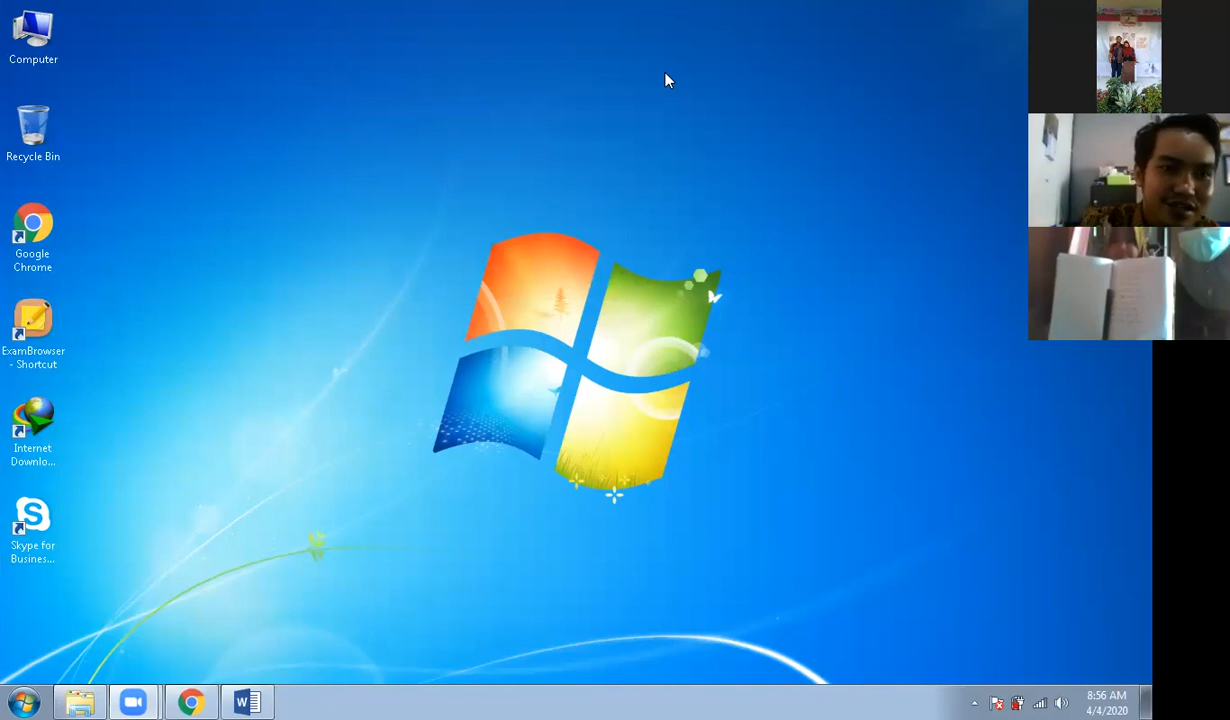 Computer
Recycle Bin
Google
Chrome
ExamBrowser
- Shortcut
Internet
Downlo...
Skype for
Busines...
8:56 AM
4/4/2020